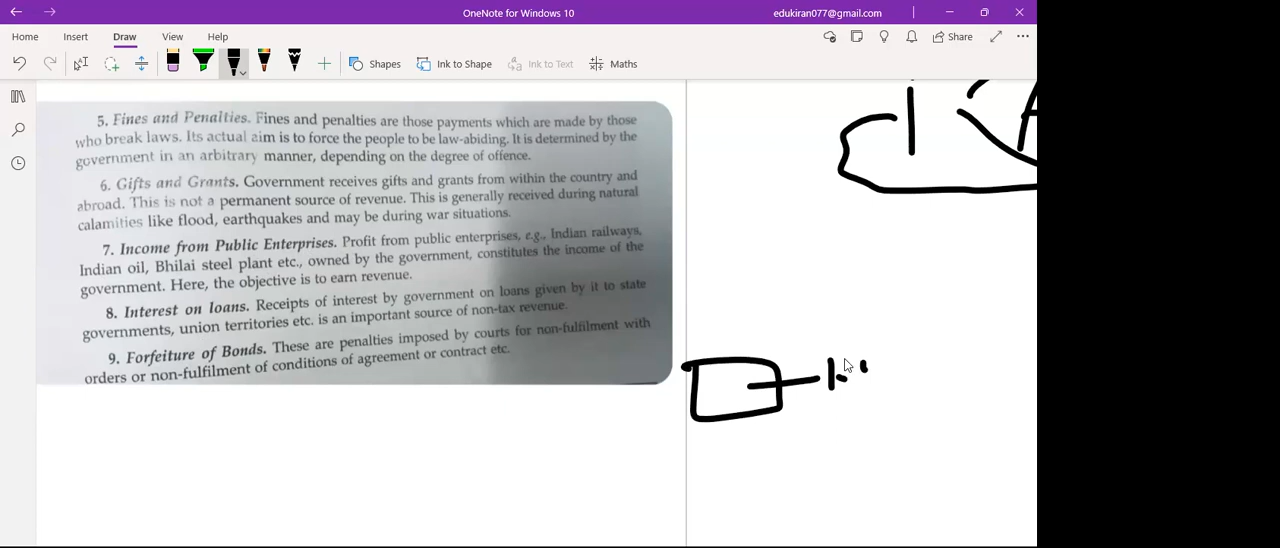 OneNote for Windows 10
edukiran077@gmail.com
Home Insert Draw View Help
Share
Shapes Ink to Shape Ink to Text Maths
5. Fines and Penalties. Fines and penalties are those payments which are made by those
who break laws. Its actual aim is to force the people to be law-abiding. It is determined by the
government in an arbitrary manner, depending on the degree of offence.
6. Gifts and Grants. Government receives gifts and grants from within the country and
abroad. This is not a permanent source of revenue. This is generally received during natural
calamities like flood, earthquakes and may be during war situations.
7. Income from Public Enterprises. Profit from public enterprises, e.g., Indian railways,
Indian oil, Bhilai steel plant etc., owned by the government, constitutes the income of the
government. Here, the objective is to earn revenue.
8. Interest on loans. Receipts of interest by government on loans given by it to state
governments, union territories etc. is an important source of non-tax revenue.
9. Forfeiture of Bonds. These are penalties imposed by courts for non-fulfilment with
orders or non-fulfilment of conditions of agreement or contract etc.